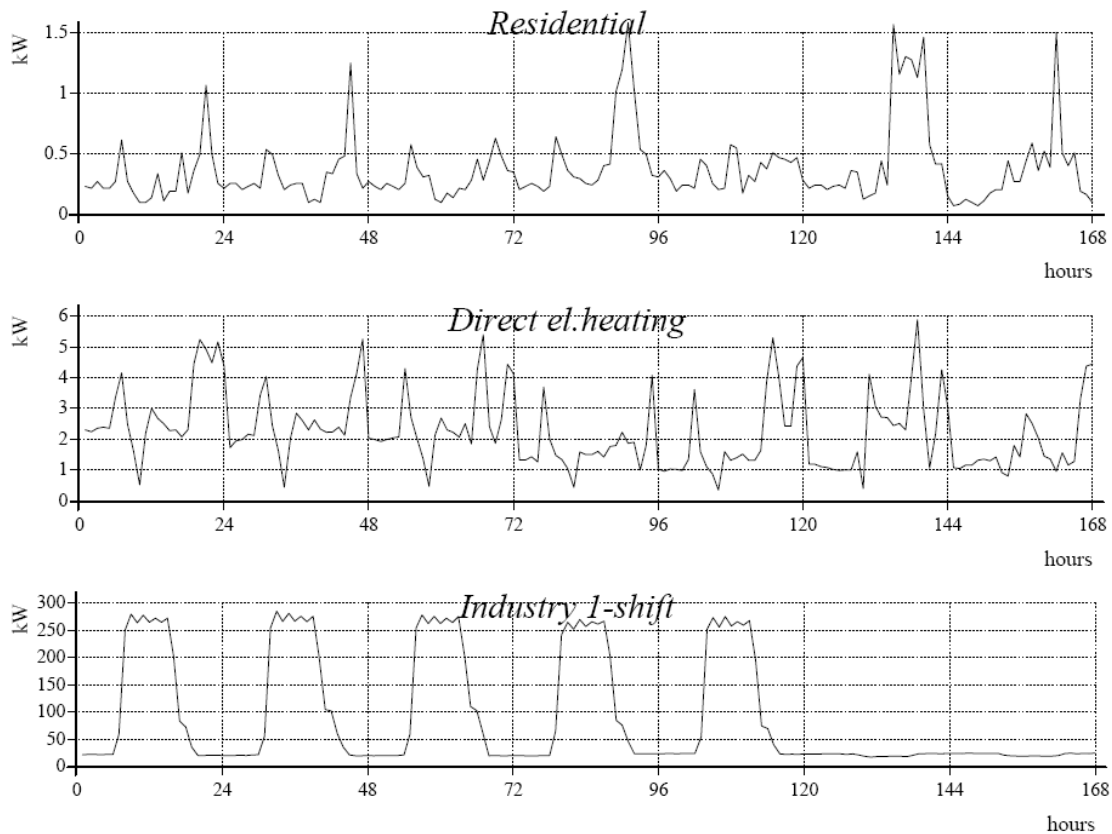 Residential
kW
1.5
1
0.5
0
0 24 48 72 96 120 144 168
hours
Direct el.heating
kW
6
5
4
3
2
1
0
0 24 48 72 96 120 144 168
hours
Industry 1-shift
kW
300
250
200
150
100
50
0
0 24 48 72 96 120 144 168
hours